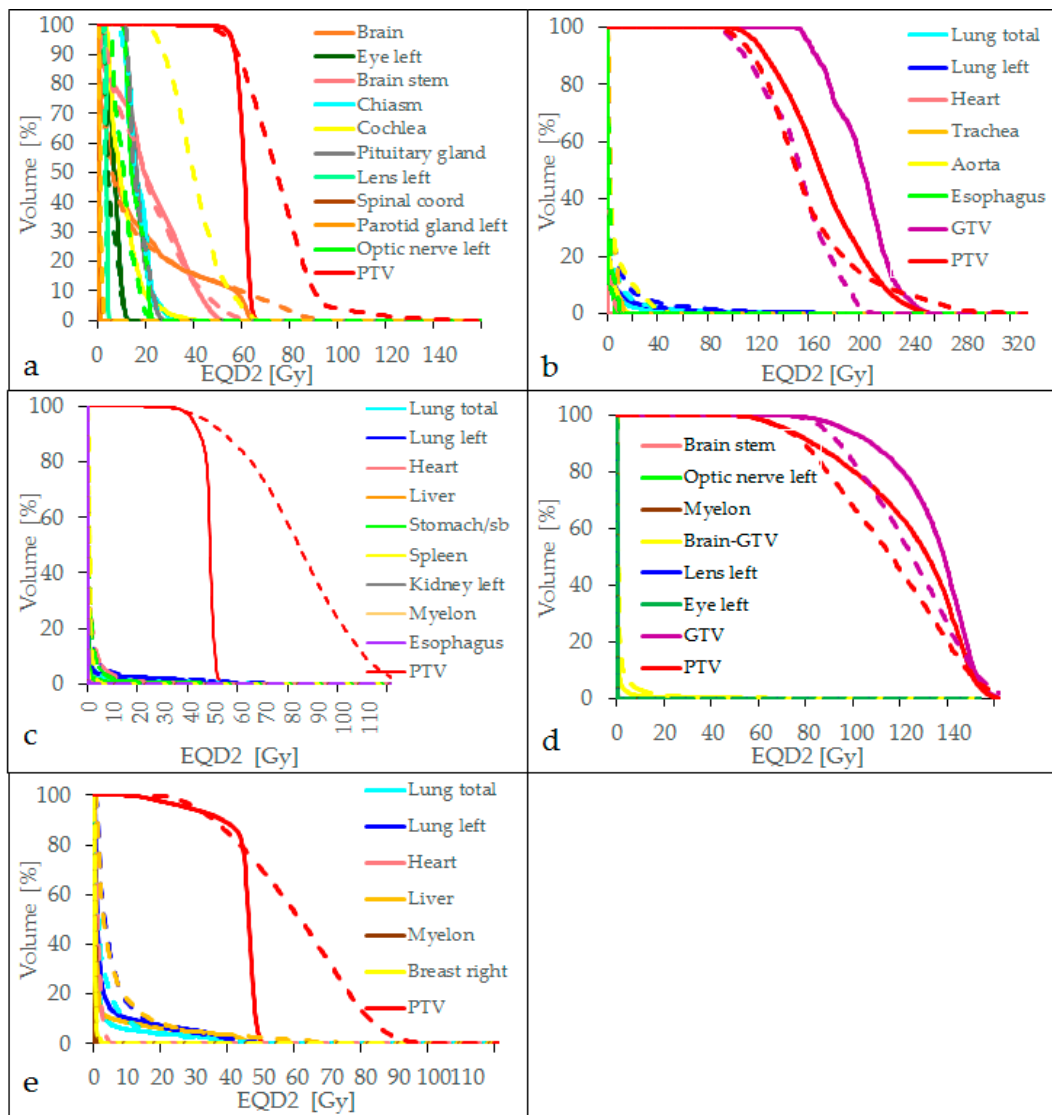 100
90
80
70
60
50
40
30
20
10
0
Volume [%]
0 20 40 60 80 100 120 140
EQD2 [Gy]
a
Brain
Eye left
Brain stem
Chiasm
Cochlea
Pituitary gland
Lens left
Spinal coord
Parotid gland left
Optic nerve left
PTV
100
80
60
40
20
0
Volume [%]
0 40 80 120 160 200 240 280 320
EQD2 [Gy]
b
Lung total
Lung left
Heart
Trachea
Aorta
Esophagus
GTV
PTV
100
80
60
40
20
0
Volume [%]
0 10 20 30 40 50 60 70 80 90 100 110
EQD2 [Gy]
c
Lung total
Lung left
Heart
Liver
Stomach/sb
Spleen
Kidney left
Myelon
Esophagus
PTV
100
80
60
40
20
0
Volume [%]
0 20 40 60 80 100 120 140
EQD2 [Gy]
d
Brain stem
Optic nerve left
Myelon
Brain-GTV
Lens left
Eye left
GTV
PTV
100
80
60
40
20
0
Volume [%]
0 10 20 30 40 50 60 70 80 90 100110
EQD2 [Gy]
e
Lung total
Lung left
Heart
Liver
Myelon
Breast right
PTV